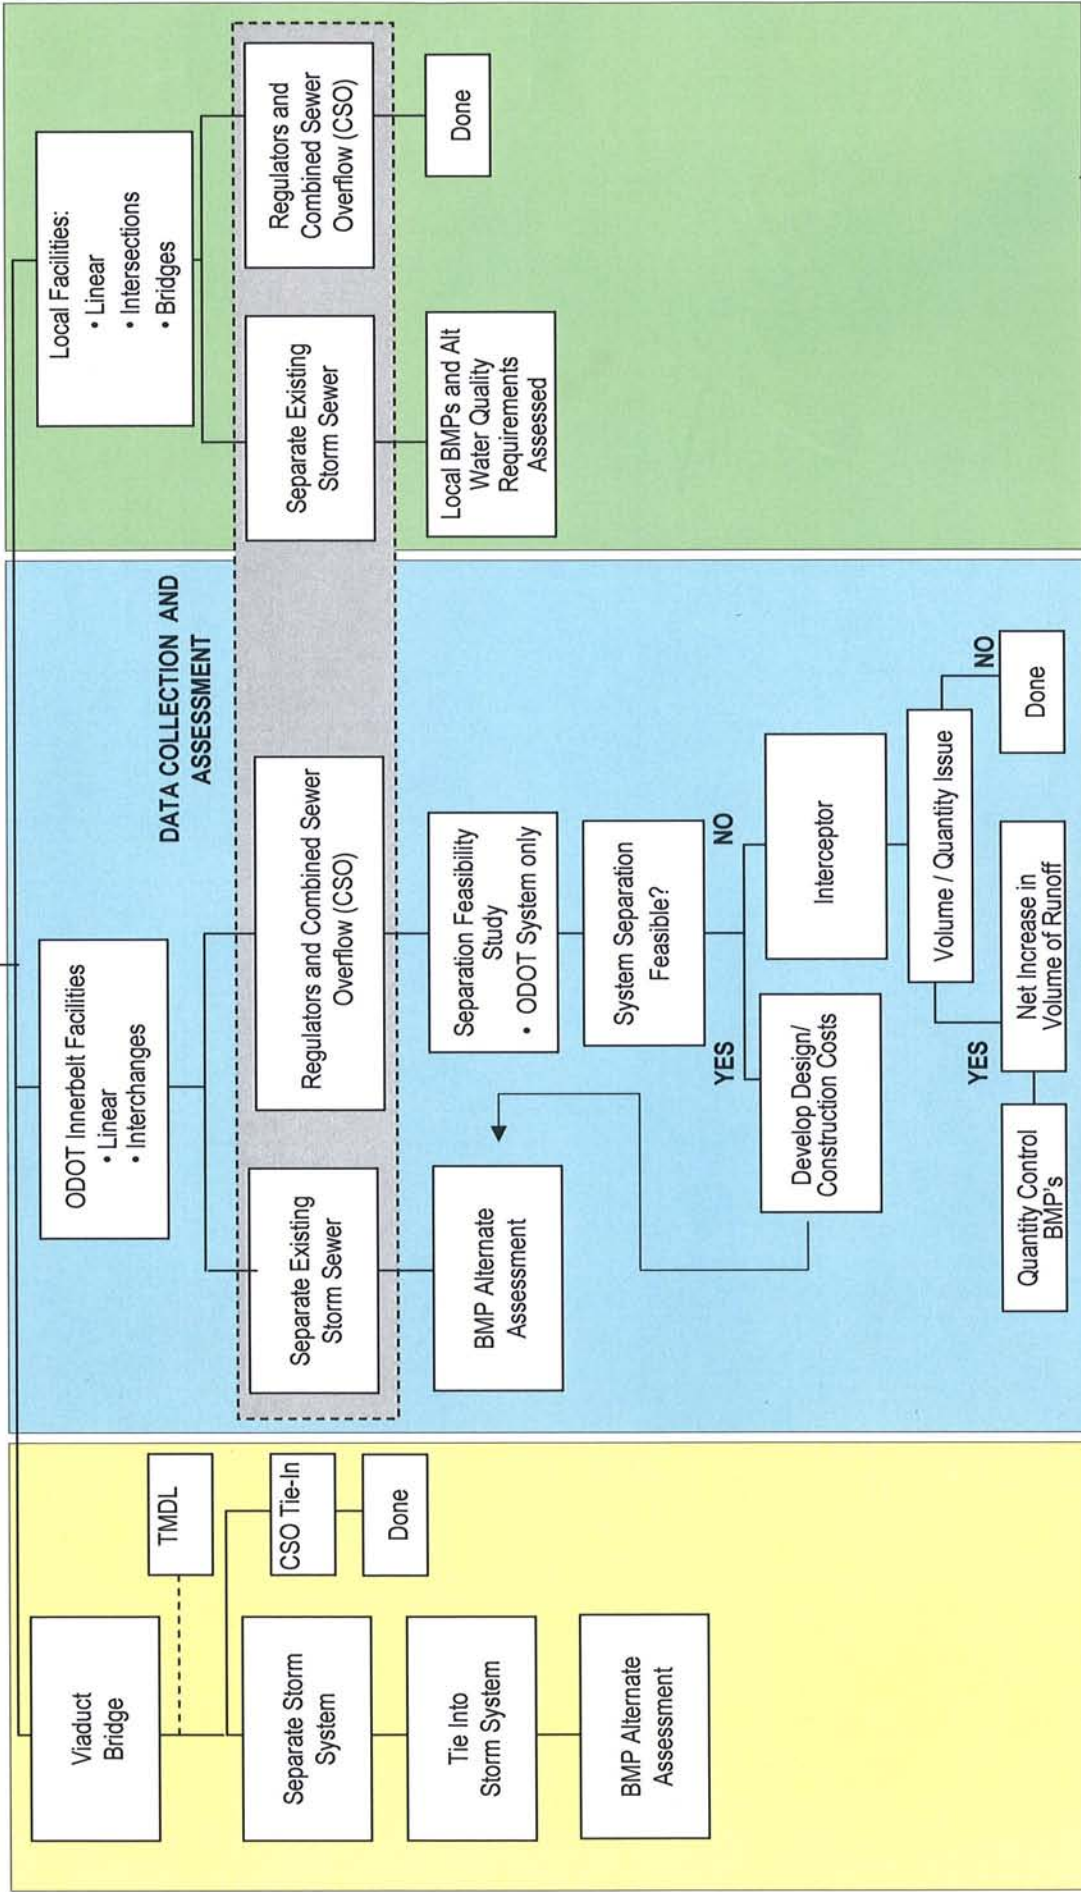 Viaduct
Bridge
TMDL
Separate Storm
System
CSO Tie-In
Tie Into
Storm System
Done
BMP Alternate
Assessment
ODOT Innerbelt Facilities
• Linear
• Interchanges
DATA COLLECTION AND
ASSESSMENT
Separate Existing
Storm Sewer
Regulators and Combined Sewer
Overflow (CSO)
BMP Alternate
Assessment
Separation Feasibility
Study
• ODOT System only
System Separation
Feasible?
YES
NO
Develop Design/
Construction Costs
Interceptor
Volume / Quantity Issue
YES
NO
Quantity Control
BMP's
Net Increase in
Volume of Runoff
Done
Local Facilities:
• Linear
• Intersections
• Bridges
Separate Existing
Storm Sewer
Regulators and
Combined Sewer
Overflow (CSO)
Local BMPs and Alt
Water Quality
Requirements
Assessed
Done